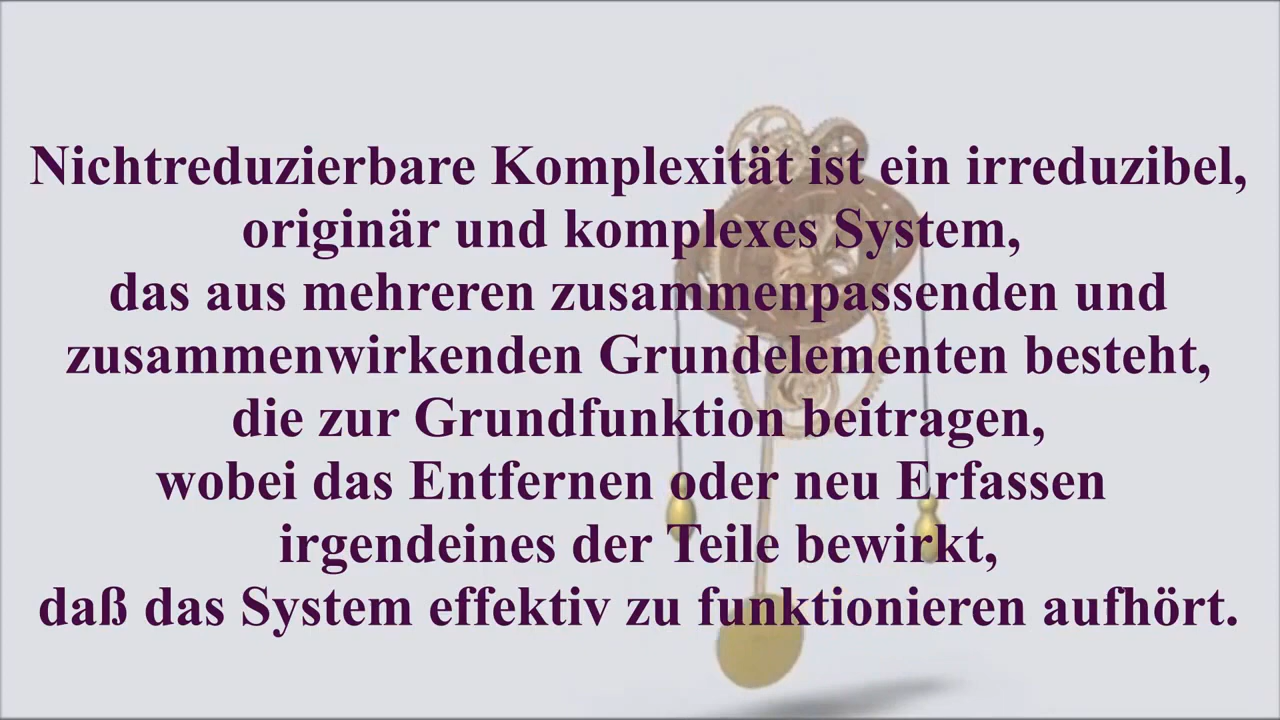 Nichtreduzierbare Komplexität ist ein irreduzibel,
originär und komplexes System,
das aus mehreren zusammenpassenden und
zusammenwirkenden Grundelementen besteht,
die zur Grundfunktion beitragen,
wobei das Entfernen oder neu Erfassen
irgendeines der Teile bewirkt,
daß das System effektiv zu funktionieren aufhört.